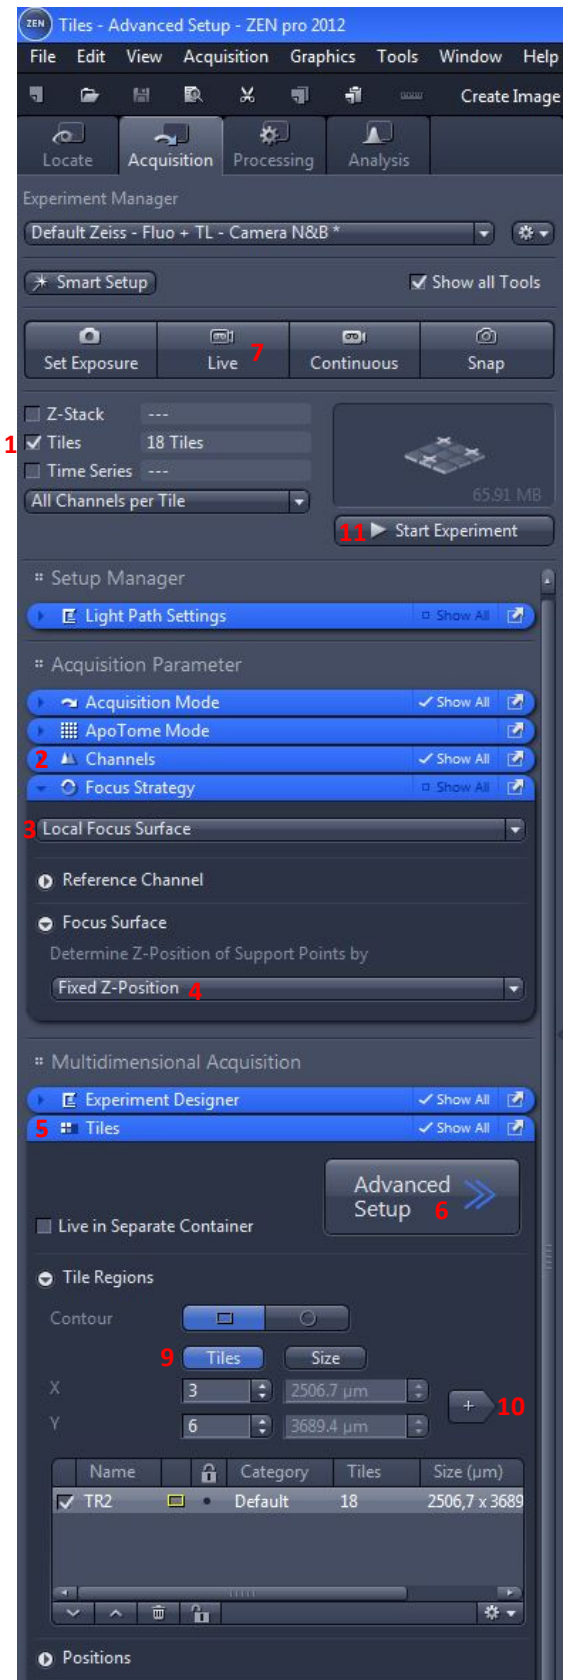 ZEN Tiles - Advanced Setup - ZEN pro 2012
File Edit View Acquisition Graphics Tools Window Help
Create Image
Locate Acquisition Processing Analysis
Experiment Manager
Default Zeiss - Fluo + TL - Camera N&B *
Smart Setup Show all Tools
Set Exposure Live 7 Continuous Snap
Z-Stack ---
1 Tiles 18 Tiles
Time Series ---
All Channels per Tile 65.91 MB
11 Start Experiment
Setup Manager
Light Path Settings Show All
Acquisition Parameter
Acquisition Mode Show All
ApoTome Mode
2 Channels Show All
Focus Strategy Show All
3 Local Focus Surface
Reference Channel
Focus Surface
Determine Z-Position of Support Points by
Fixed Z-Position 4
Multidimensional Acquisition
Experiment Designer Show All
5 Tiles Show All
Advanced
Setup 6
Live in Separate Container
Tile Regions
Contour
9 Tiles Size
X 3 2506.7 µm
+ 10
Y 6 3689.4 µm
Name Category Tiles Size (µm)
TR2 Default 18 2506,7 x 3689
Positions